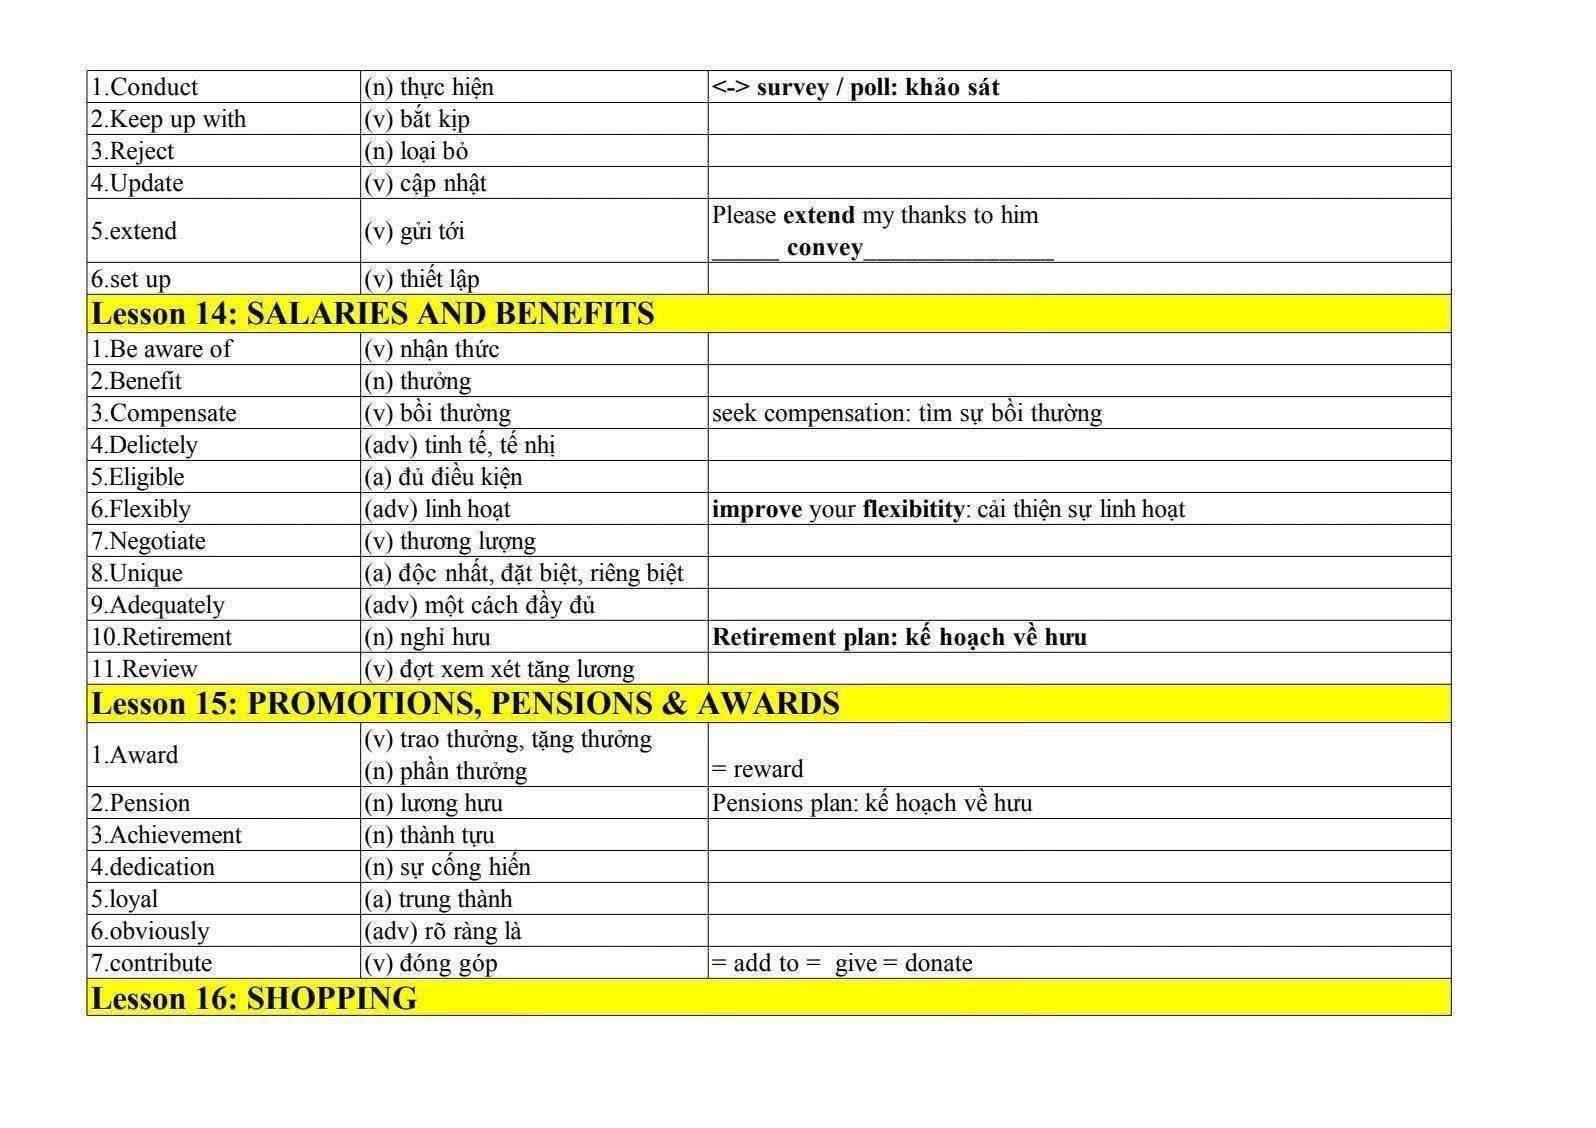 1.Conduct (n) thực hiện <-> survey / poll: khảo sát
2.Keep up with (v) bắt kịp
3.Reject (n) loại bỏ
4.Update (v) cập nhật
5.extend (v) gửi tới Please extend my thanks to him
_____ convey______________
6.set up (v) thiết lập
Lesson 14: SALARIES AND BENEFITS
1.Be aware of (v) nhận thức
2.Benefit (n) thưởng
3.Compensate (v) bồi thường seek compensation: tìm sự bồi thường
4.Delictely (adv) tinh tế, tế nhị
5.Eligible (a) đủ điều kiện
6.Flexibly (adv) linh hoạt improve your flexibitity: cải thiện sự linh hoạt
7.Negotiate (v) thương lượng
8.Unique (a) độc nhất, đặt biệt, riêng biệt
9.Adequately (adv) một cách đầy đủ
10.Retirement (n) nghỉ hưu Retirement plan: kế hoạch về hưu
11.Review (v) đợt xem xét tăng lương
Lesson 15: PROMOTIONS, PENSIONS & AWARDS
1.Award (v) trao thưởng, tặng thưởng
(n) phần thưởng = reward
2.Pension (n) lương hưu Pensions plan: kế hoạch về hưu
3.Achievement (n) thành tựu
4.dedication (n) sự cống hiến
5.loyal (a) trung thành
6.obviously (adv) rõ ràng là
7.contribute (v) đóng góp = add to = give = donate
Lesson 16: SHOPPING